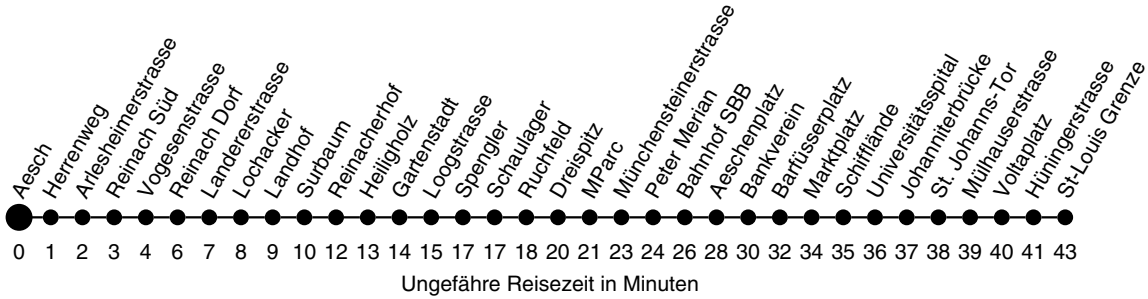 Aesch
Herrenweg
Arlesheimerstrasse
Reinach Süd
Vogesenstrasse
Reinach Dorf
Landererstrasse
Lochacker
Landhof
Surbaum
Reinacherhof
Heiligholz
Gartenstadt
Loogstrasse
Spengler
Schaulager
Ruchfeld
Dreispitz
MParc
Münchensteinerstrasse
Peter Merian
Bahnhof SBB
Aeschenplatz
Bankverein
Barfüsserplatz
Marktplatz
Schifflände
Universitätsspital
Johanniterbrücke
St. Johanns-Tor
Mülhauserstrasse
Voltaplatz
Hüningerstrasse
St-Louis Grenze
0 1 2 3 4 6 7 8 9 10 12 13 14 15 17 17 18 20 21 23 24 26 28 30 32 34 35 36 37 38 39 40 41 43
Ungefähre Reisezeit in Minuten